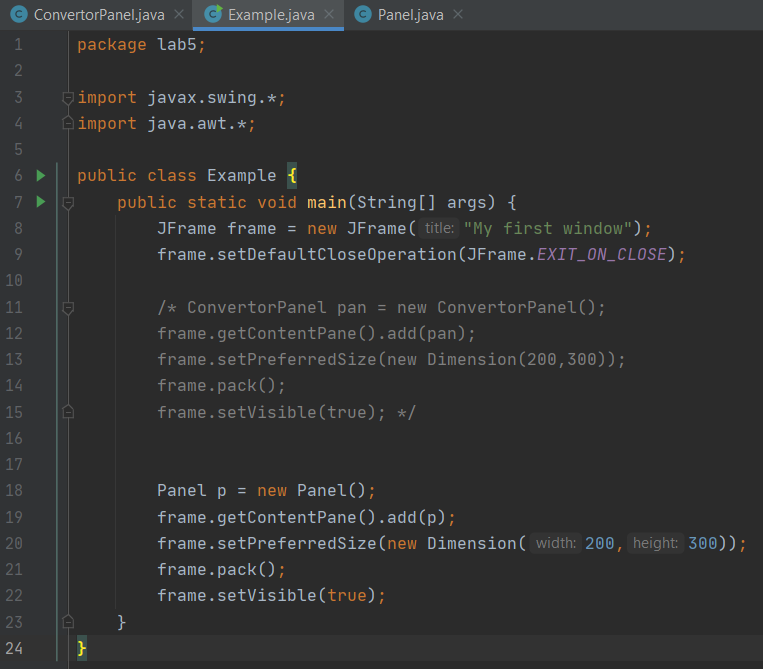 ConvertorPanel.java Example.java Panel.java
1 package lab5;
2
3 import javax.swing.*;
4 import java.awt.*;
5
6 public class Example {
7 public static void main(String[] args) {
8 JFrame frame = new JFrame( title: "My first window");
9 frame.setDefaultCloseOperation(JFrame.EXIT_ON_CLOSE);
10
11 /* ConvertorPanel pan = new ConvertorPanel();
12 frame.getContentPane().add(pan);
13 frame.setPreferredSize(new Dimension(200,300));
14 frame.pack();
15 frame.setVisible(true); */
16
17
18 Panel p = new Panel();
19 frame.getContentPane().add(p);
20 frame.setPreferredSize(new Dimension( width: 200, height: 300));
21 frame.pack();
22 frame.setVisible(true);
23 }
24 }